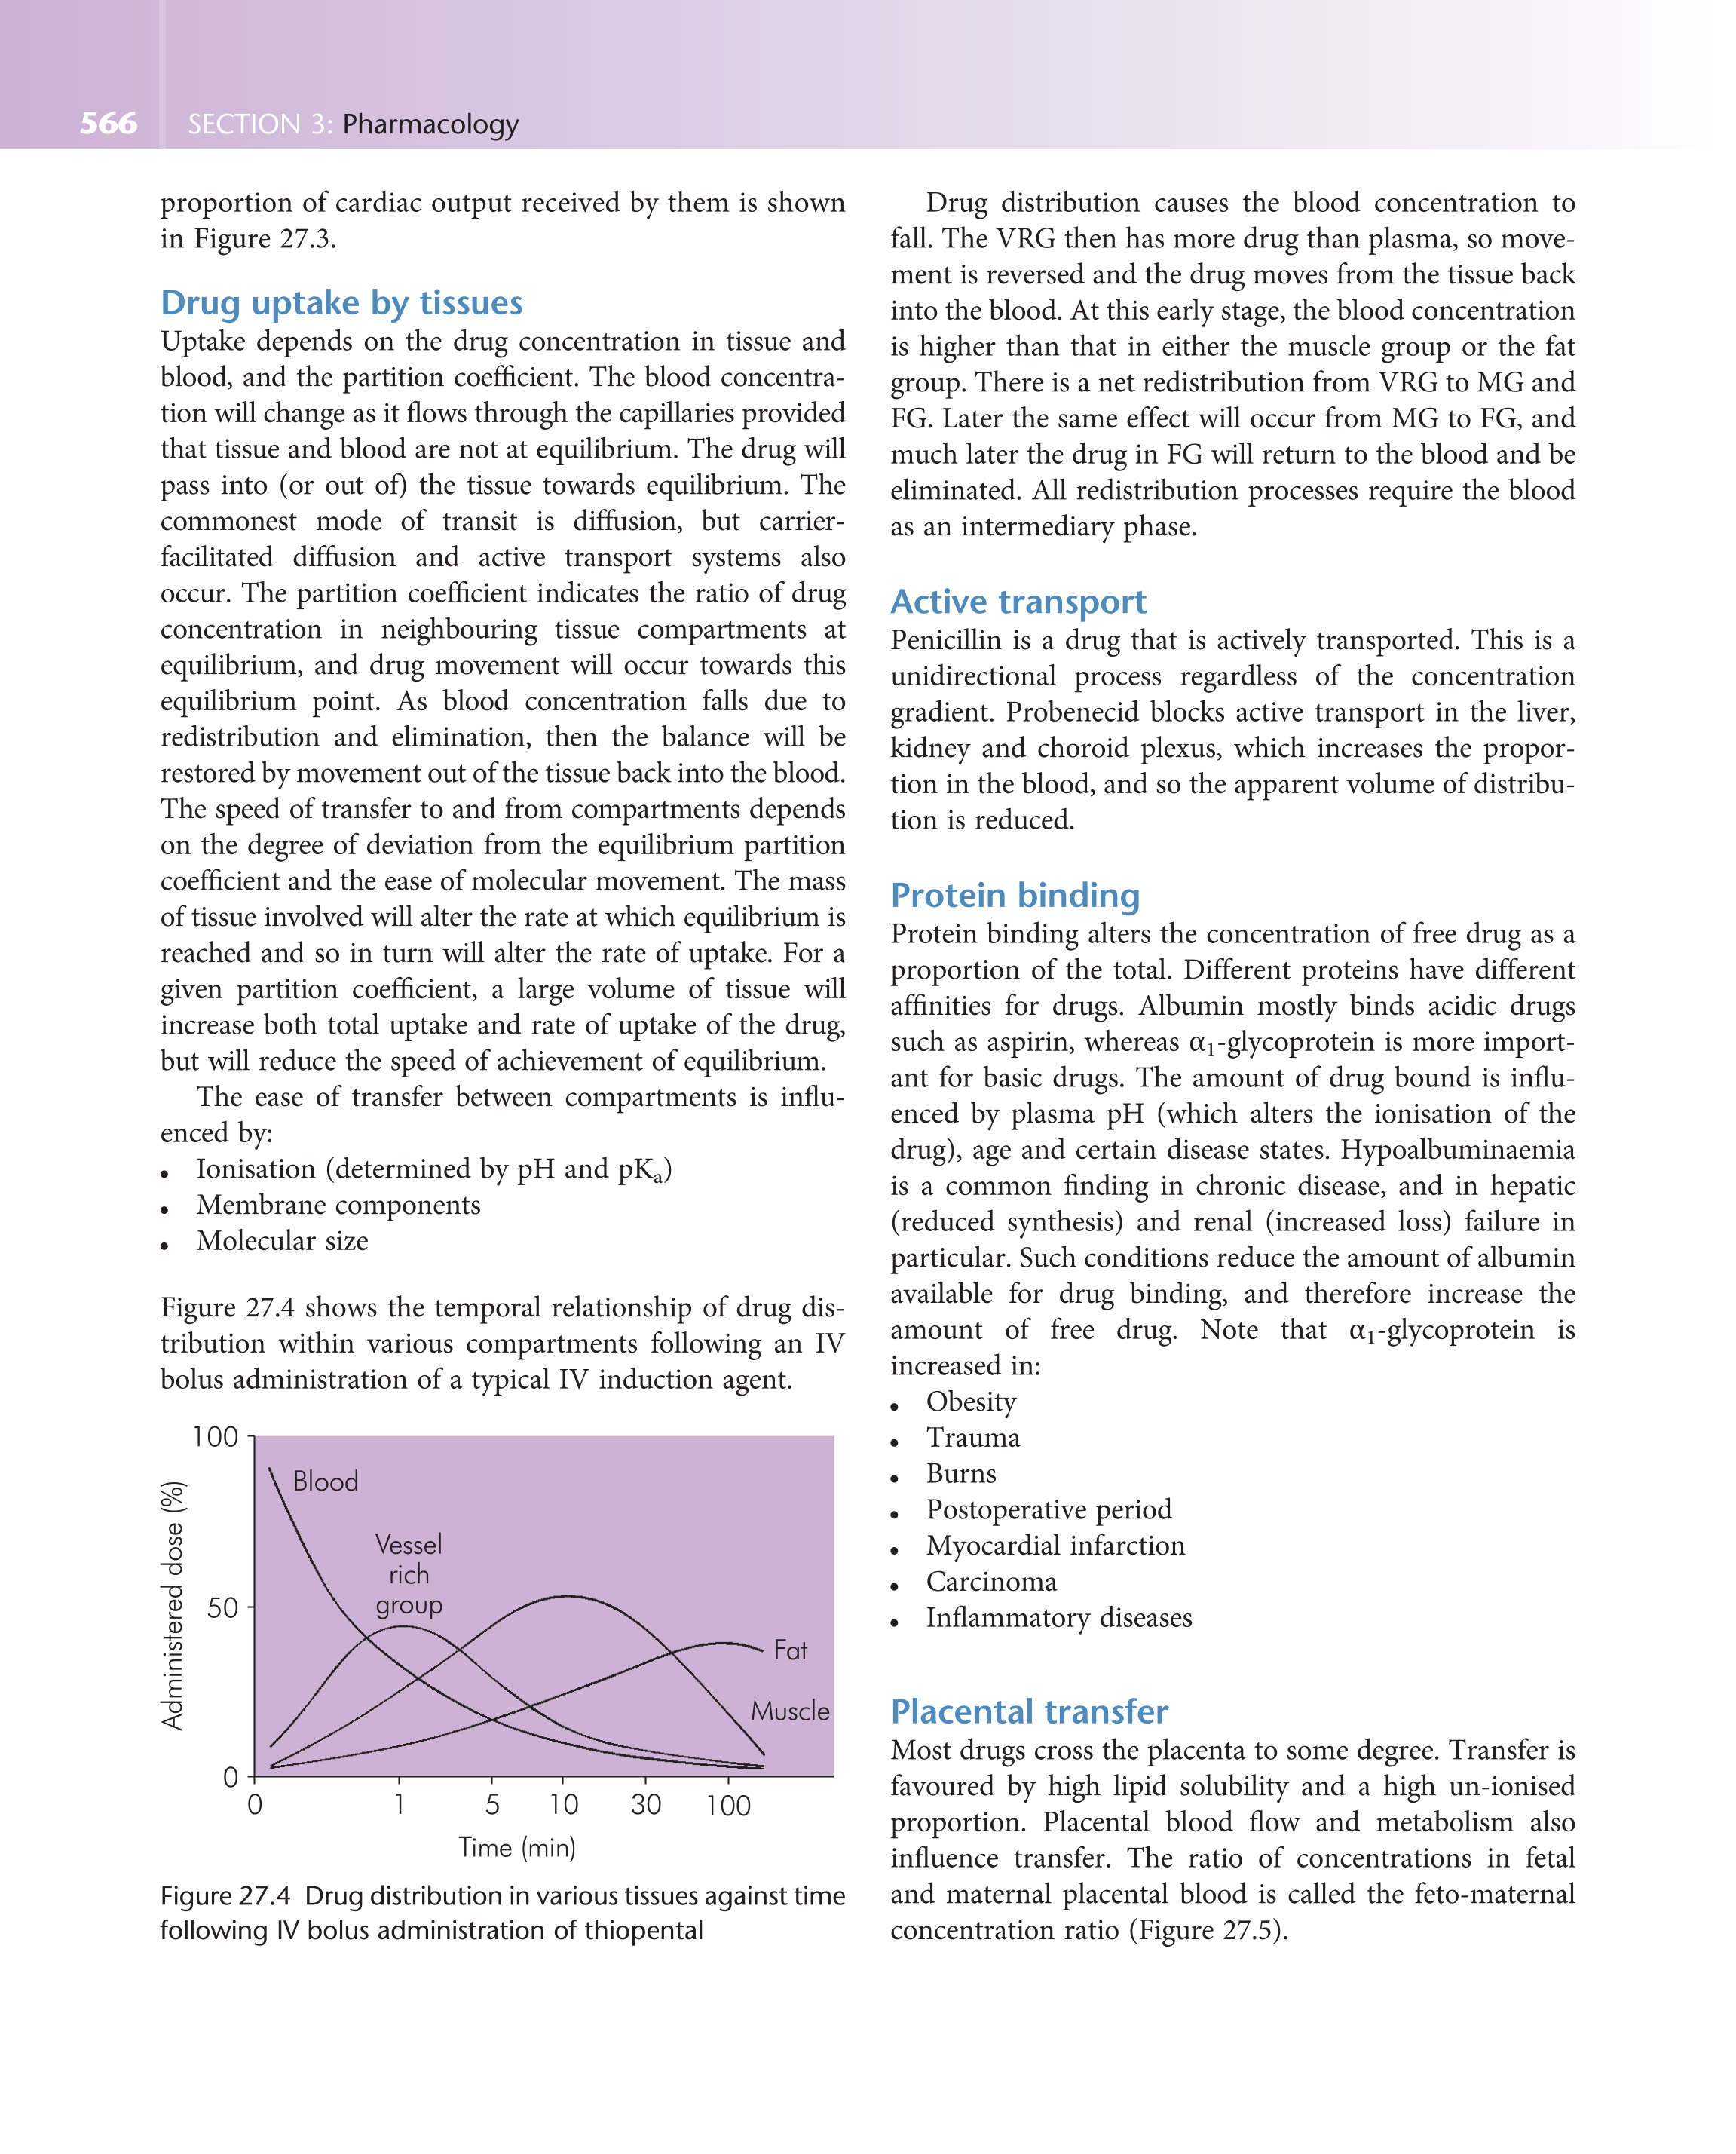 566 SECTION 3: Pharmacology
proportion of cardiac output received by them is shown
in Figure 27.3.
Drug uptake by tissues
Uptake depends on the drug concentration in tissue and
blood, and the partition coefficient. The blood concentra-
tion will change as it flows through the capillaries provided
that tissue and blood are not at equilibrium. The drug will
pass into (or out of) the tissue towards equilibrium. The
commonest mode of transit is diffusion, but carrier-
facilitated diffusion and active transport systems also
occur. The partition coefficient indicates the ratio of drug
concentration in neighbouring tissue compartments at
equilibrium, and drug movement will occur towards this
equilibrium point. As blood concentration falls due to
redistribution and elimination, then the balance will be
restored by movement out of the tissue back into the blood.
The speed of transfer to and from compartments depends
on the degree of deviation from the equilibrium partition
coefficient and the ease of molecular movement. The mass
of tissue involved will alter the rate at which equilibrium is
reached and so in turn will alter the rate of uptake. For a
given partition coefficient, a large volume of tissue will
increase both total uptake and rate of uptake of the drug,
but will reduce the speed of achievement of equilibrium.
The ease of transfer between compartments is influ-
enced by:
• Ionisation (determined by pH and pKₐ)
• Membrane components
• Molecular size
Figure 27.4 shows the temporal relationship of drug dis-
tribution within various compartments following an IV
bolus administration of a typical IV induction agent.
100
50
0
Administered dose (%)
Blood
Vessel
rich
group
Fat
Muscle
0 1 5 10 30 100
Time (min)
Figure 27.4 Drug distribution in various tissues against time
following IV bolus administration of thiopental
Drug distribution causes the blood concentration to
fall. The VRG then has more drug than plasma, so move-
ment is reversed and the drug moves from the tissue back
into the blood. At this early stage, the blood concentration
is higher than that in either the muscle group or the fat
group. There is a net redistribution from VRG to MG and
FG. Later the same effect will occur from MG to FG, and
much later the drug in FG will return to the blood and be
eliminated. All redistribution processes require the blood
as an intermediary phase.
Active transport
Penicillin is a drug that is actively transported. This is a
unidirectional process regardless of the concentration
gradient. Probenecid blocks active transport in the liver,
kidney and choroid plexus, which increases the propor-
tion in the blood, and so the apparent volume of distribu-
tion is reduced.
Protein binding
Protein binding alters the concentration of free drug as a
proportion of the total. Different proteins have different
affinities for drugs. Albumin mostly binds acidic drugs
such as aspirin, whereas α₁-glycoprotein is more import-
ant for basic drugs. The amount of drug bound is influ-
enced by plasma pH (which alters the ionisation of the
drug), age and certain disease states. Hypoalbuminaemia
is a common finding in chronic disease, and in hepatic
(reduced synthesis) and renal (increased loss) failure in
particular. Such conditions reduce the amount of albumin
available for drug binding, and therefore increase the
amount of free drug. Note that α₁-glycoprotein is
increased in:
• Obesity
• Trauma
• Burns
• Postoperative period
• Myocardial infarction
• Carcinoma
• Inflammatory diseases
Placental transfer
Most drugs cross the placenta to some degree. Transfer is
favoured by high lipid solubility and a high un-ionised
proportion. Placental blood flow and metabolism also
influence transfer. The ratio of concentrations in fetal
and maternal placental blood is called the feto-maternal
concentration ratio (Figure 27.5).